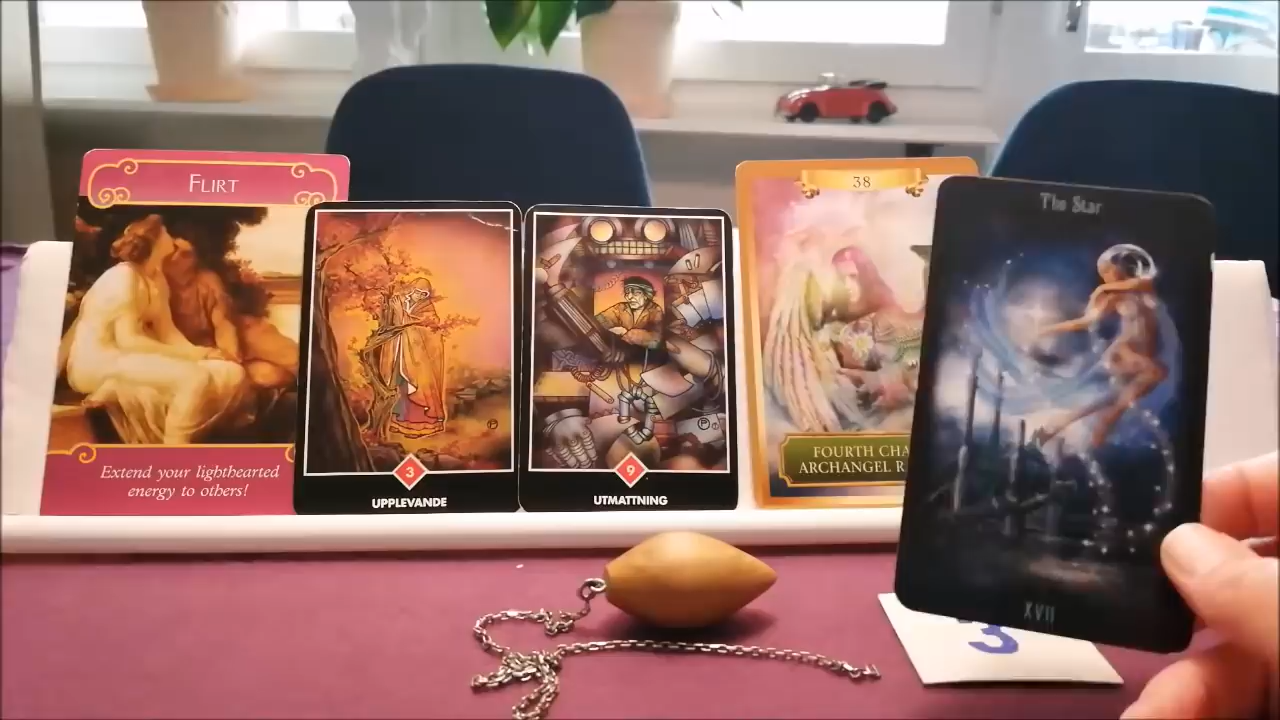 FLIRT
Extend your lighthearted
energy to others!
3
UPPLEVANDE
9
UTMATTNING
38
FOURTH CHA
ARCHANGEL R
The Star
XVII
3